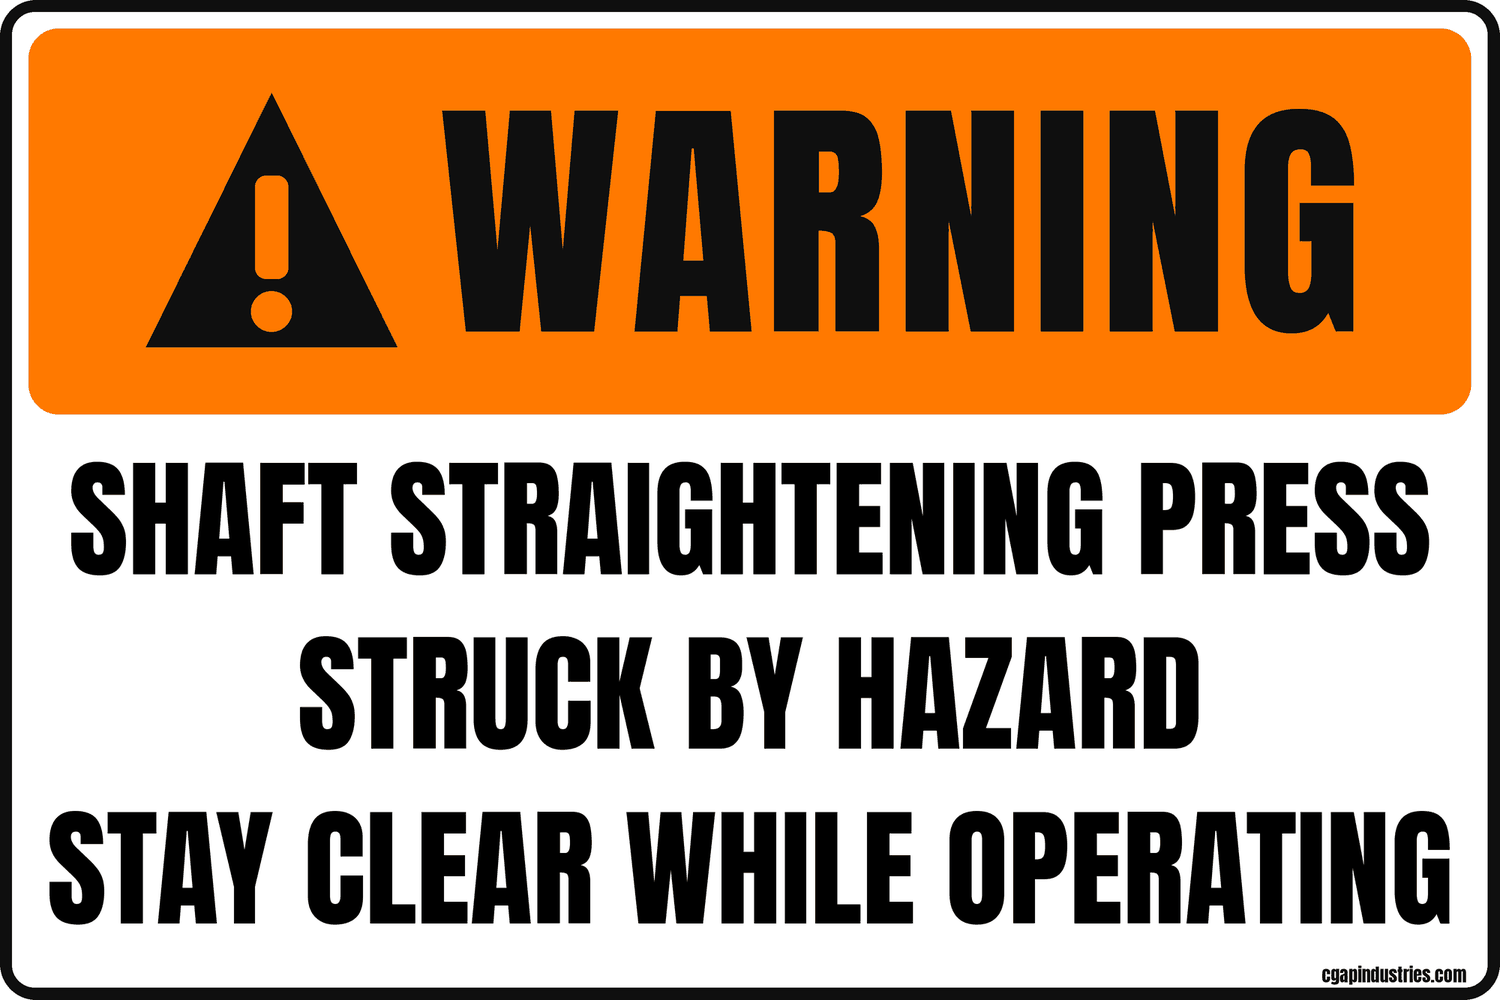 WARNING
SHAFT STRAIGHTENING PRESS
STRUCK BY HAZARD
STAY CLEAR WHILE OPERATING
cgapindustries.com